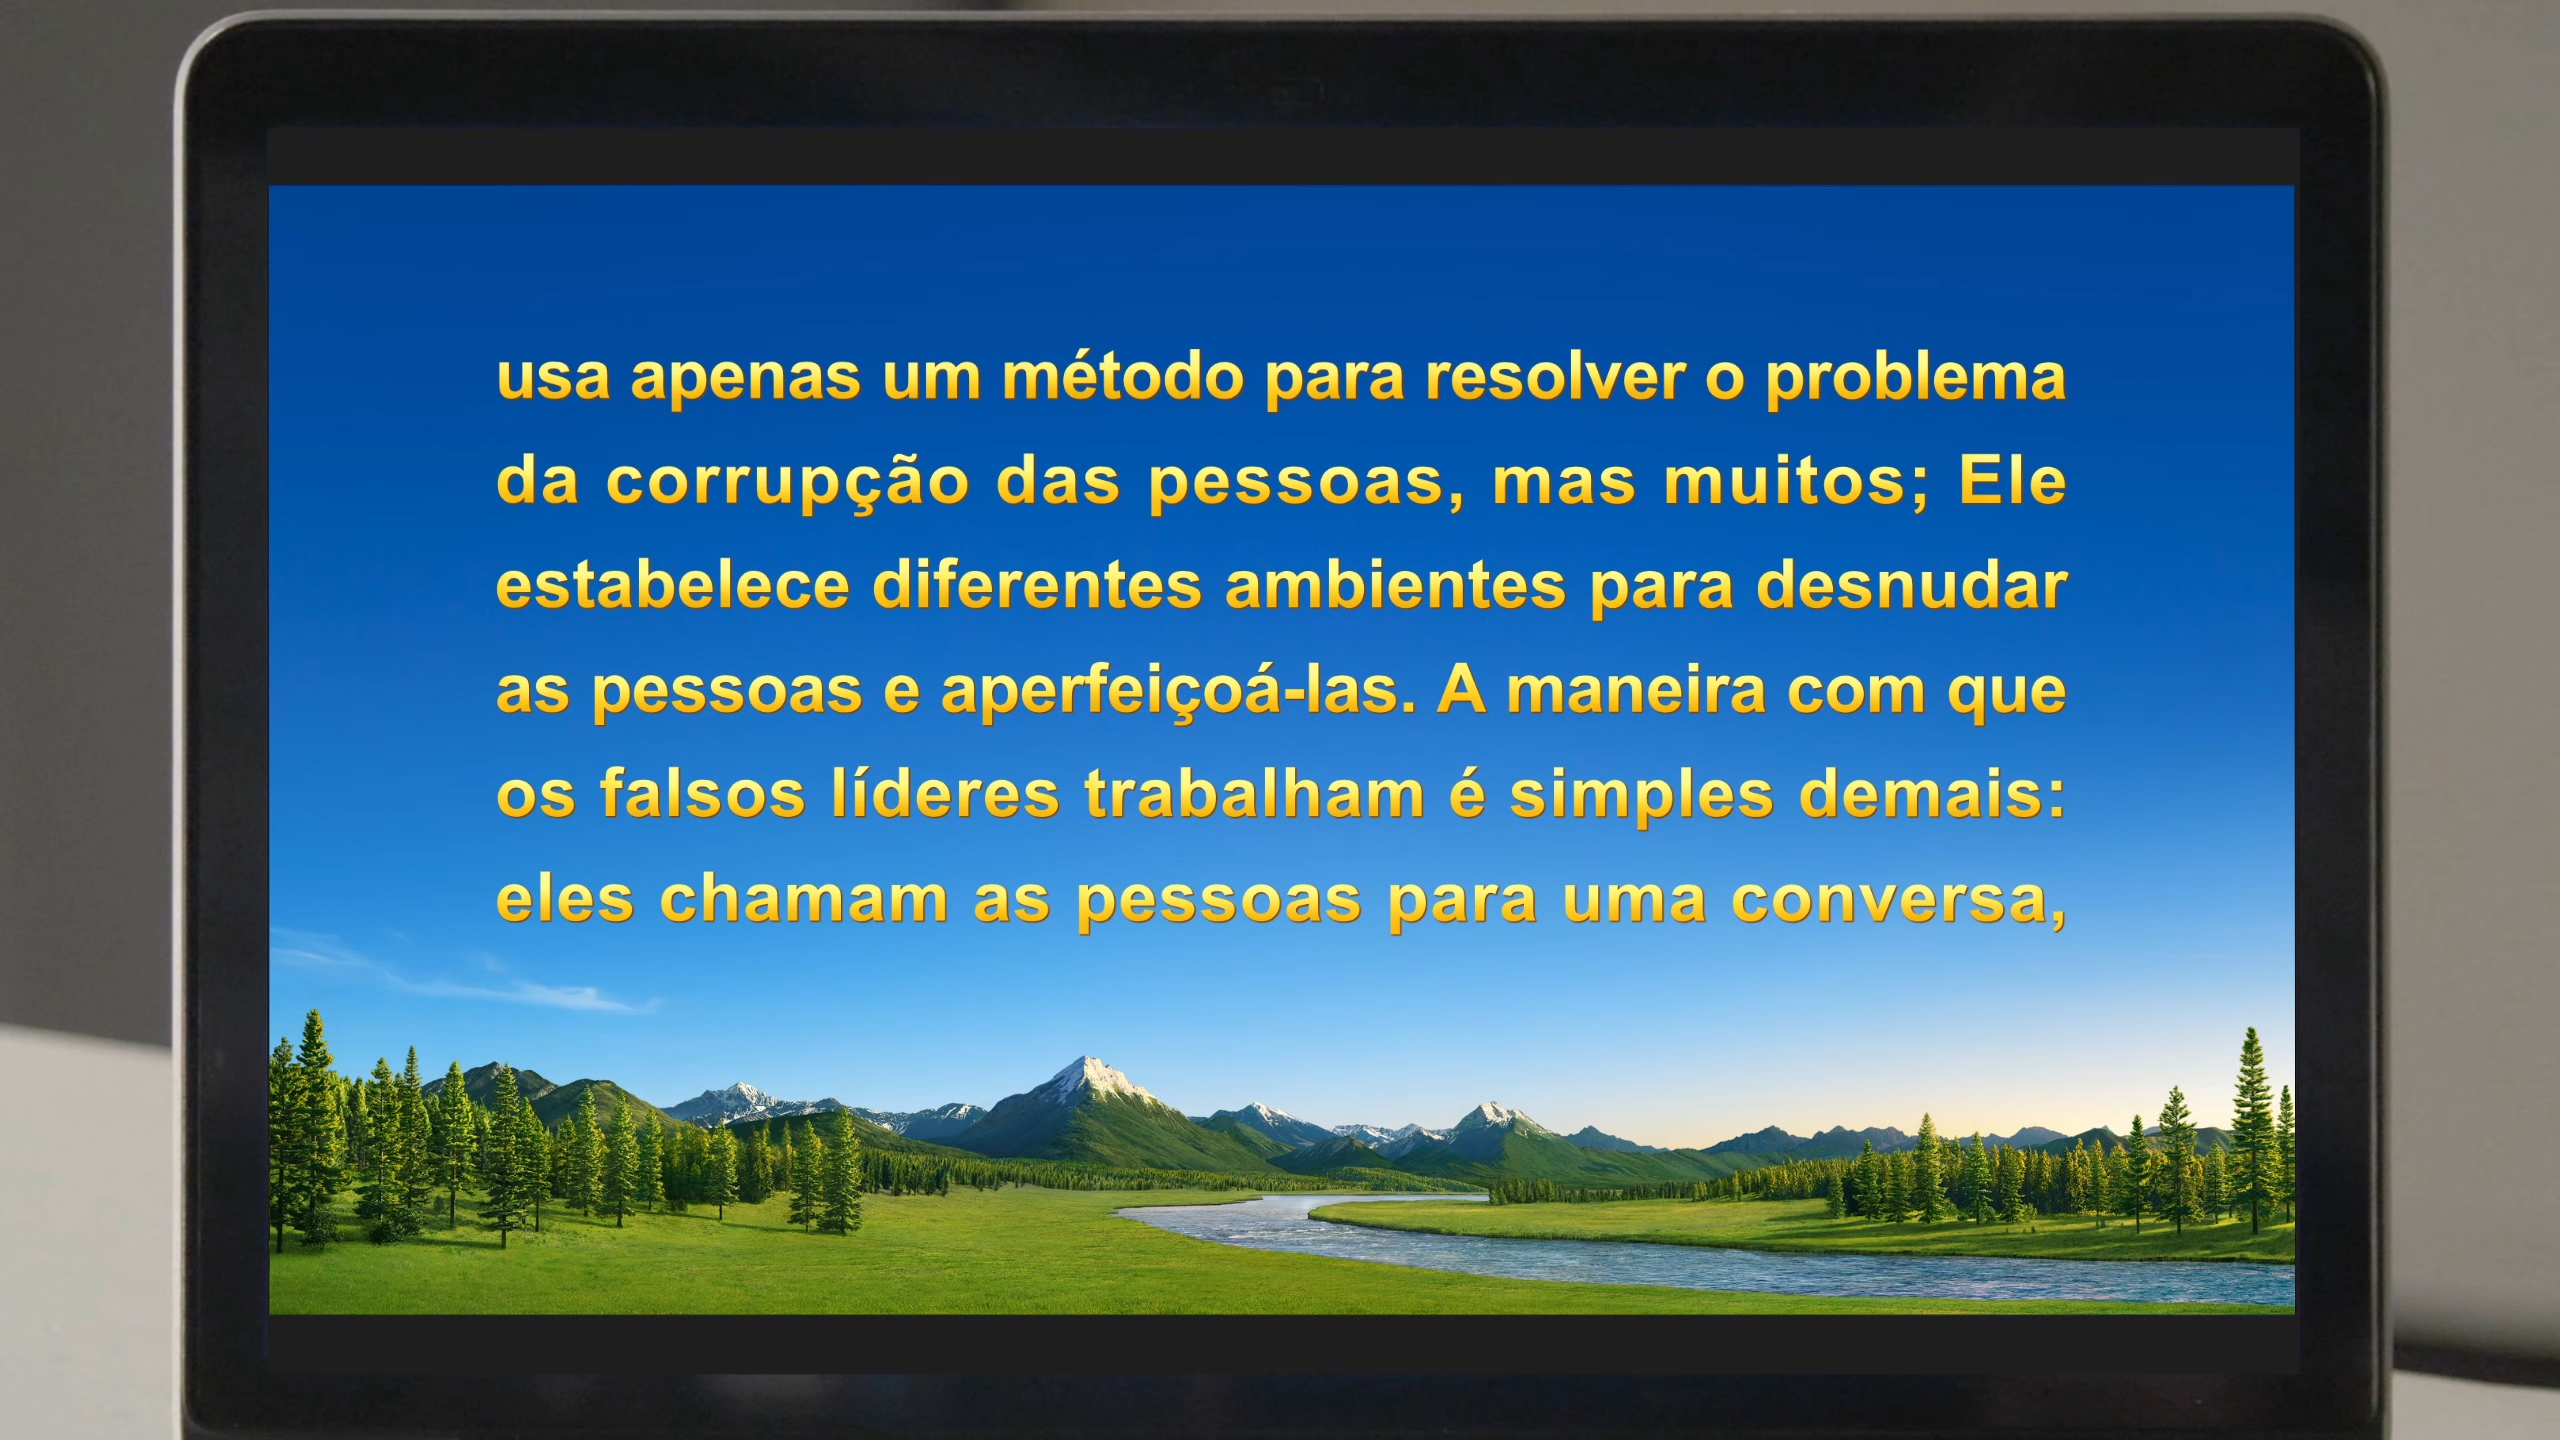 usa apenas um método para resolver o problema
da corrupção das pessoas, mas muitos; Ele
estabelece diferentes ambientes para desnudar
as pessoas e aperfeiçoá-las. A maneira com que
os falsos líderes trabalham é simples demais:
eles chamam as pessoas para uma conversa,